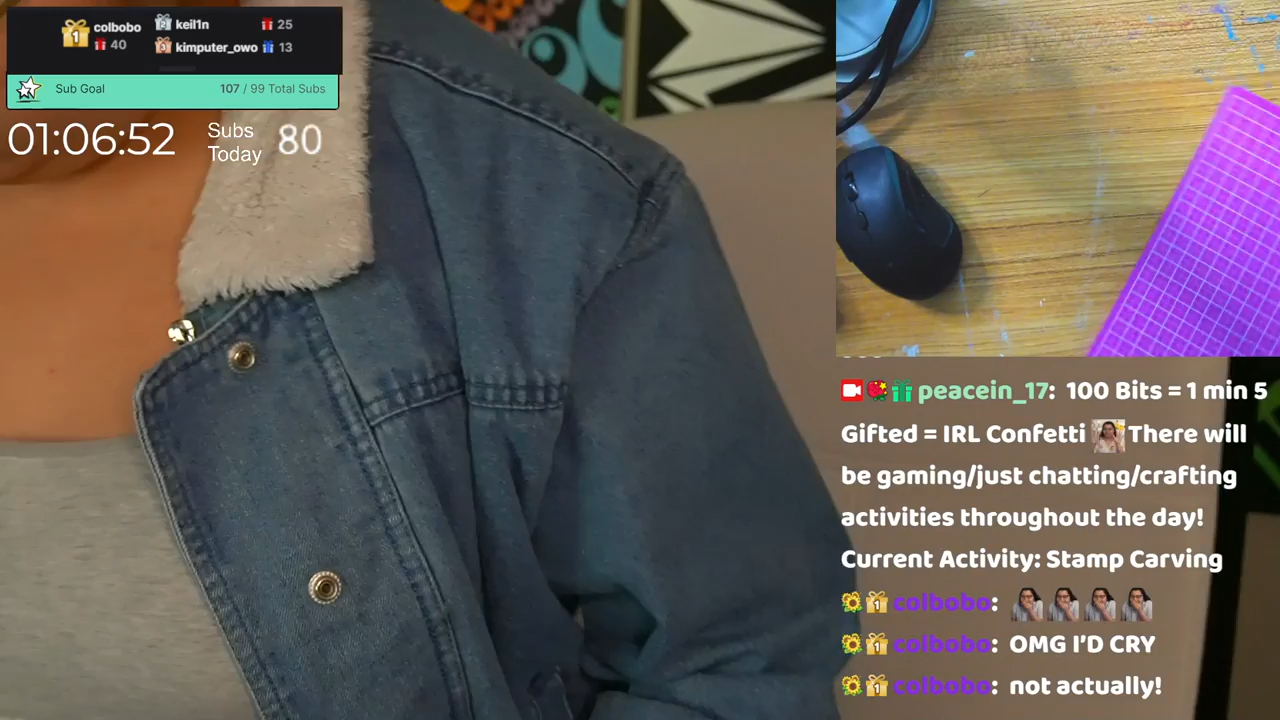 colbobo
40
keil1n 25
kimputer_owo 13
Sub Goal 107 / 99 Total Subs
01:06:52 Subs Today 80
peacein_17: 100 Bits = 1 min 5
Gifted = IRL Confetti There will
be gaming/just chatting/crafting
activities throughout the day!
Current Activity: Stamp Carving
colbobo:
colbobo: OMG I'D CRY
colbobo: not actually!